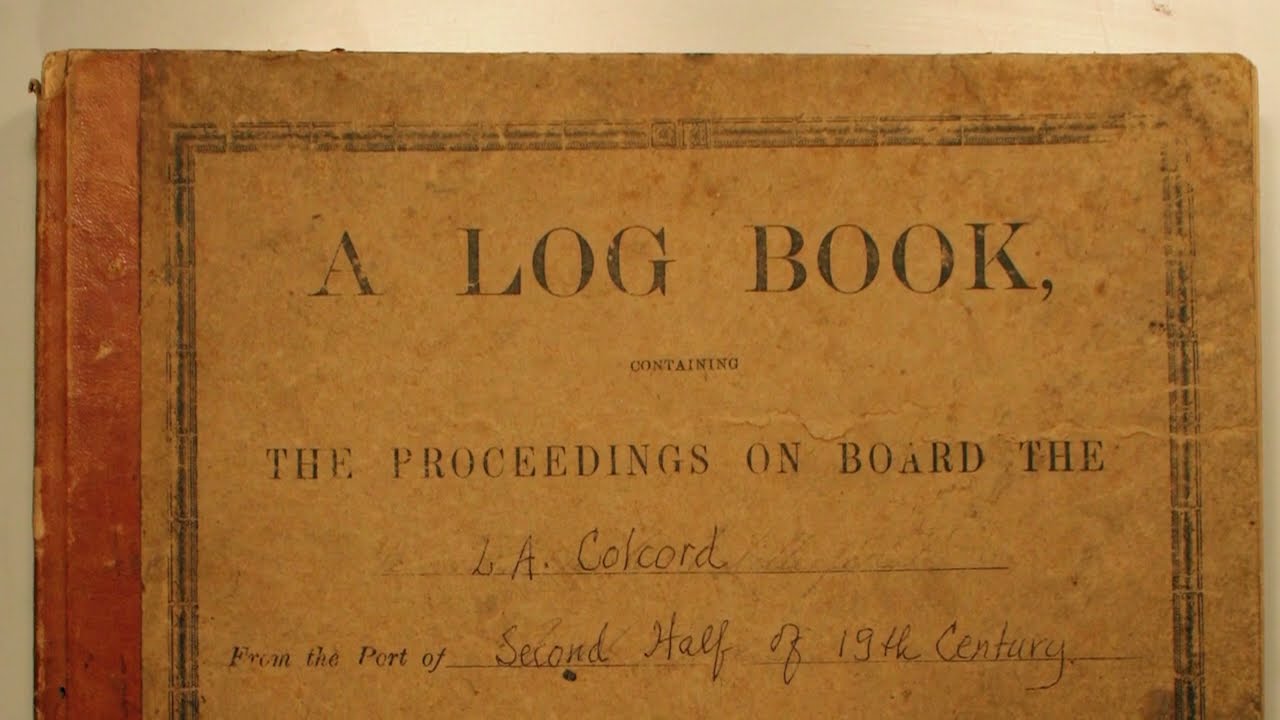 A LOG BOOK,
CONTAINING
THE PROCEEDINGS ON BOARD THE
L A. Colcord
From the Port of Second Half of 19th Century